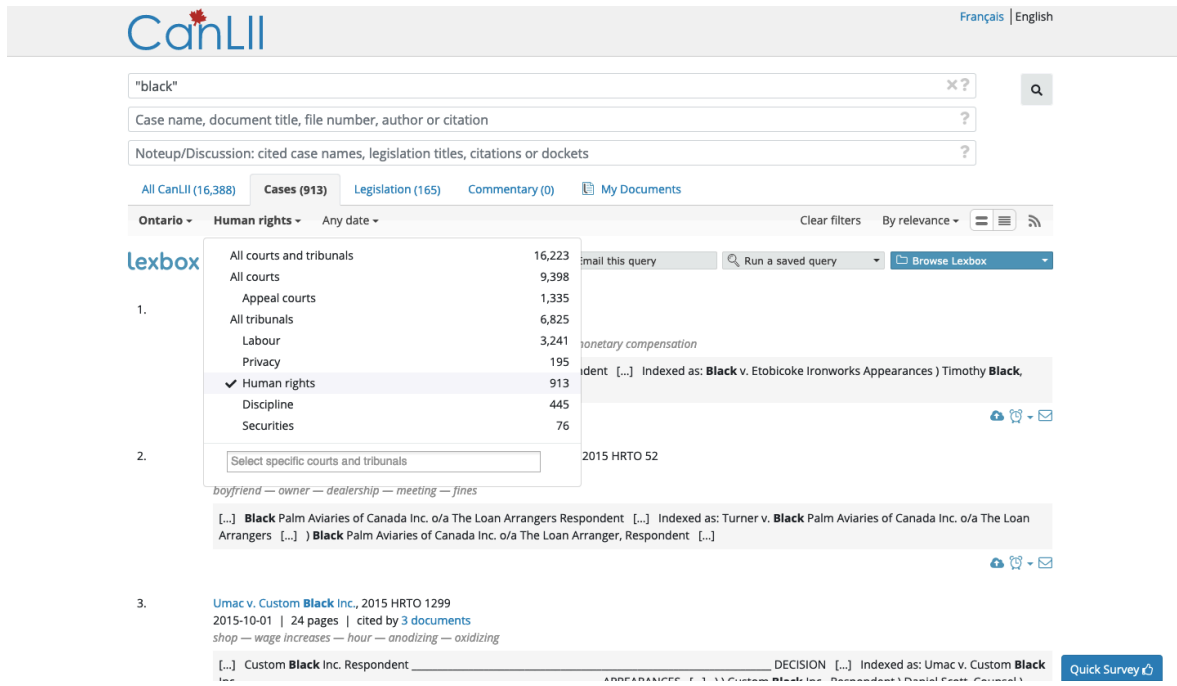 CanLII
Français | English
"black"
Case name, document title, file number, author or citation
Noteup/Discussion: cited case names, legislation titles, citations or dockets
All CanLII (16,388) Cases (913) Legislation (165) Commentary (0) My Documents
Ontario Human rights Any date Clear filters By relevance
lexbox Email this query Run a saved query Browse Lexbox
All courts and tribunals 16,223
All courts 9,398
Appeal courts 1,335
All tribunals 6,825
Labour 3,241
Privacy 195
Human rights 913
Discipline 445
Securities 76
Select specific courts and tribunals
1.
monetary compensation
[...] Indexed as: Black v. Etobicoke Ironworks Appearances ) Timothy Black,
2. 2015 HRTO 52
boyfriend — owner — dealership — meeting — fines
[...] Black Palm Aviaries of Canada Inc. o/a The Loan Arrangers Respondent [...] Indexed as: Turner v. Black Palm Aviaries of Canada Inc. o/a The Loan
Arrangers [...] ) Black Palm Aviaries of Canada Inc. o/a The Loan Arranger, Respondent [...]
3. Umac v. Custom Black Inc., 2015 HRTO 1299
2015-10-01 | 24 pages | cited by 3 documents
shop — wage increases — hour — anodizing — oxidizing
[...] Custom Black Inc. Respondent ________ DECISION [...] Indexed as: Umac v. Custom Black
Quick Survey